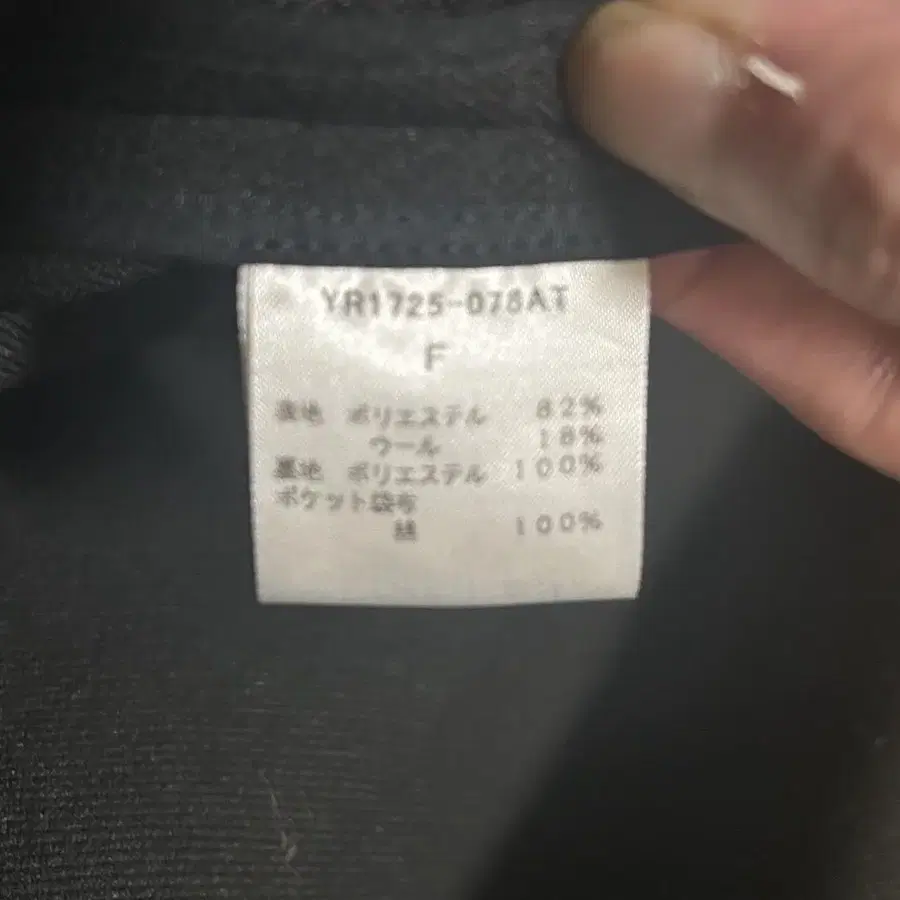 YR1725-078AT
F
表地 ポリエステル 82%
ウール 18%
裏地 ポリエステル 100%
ポケット袋布
綿 100%